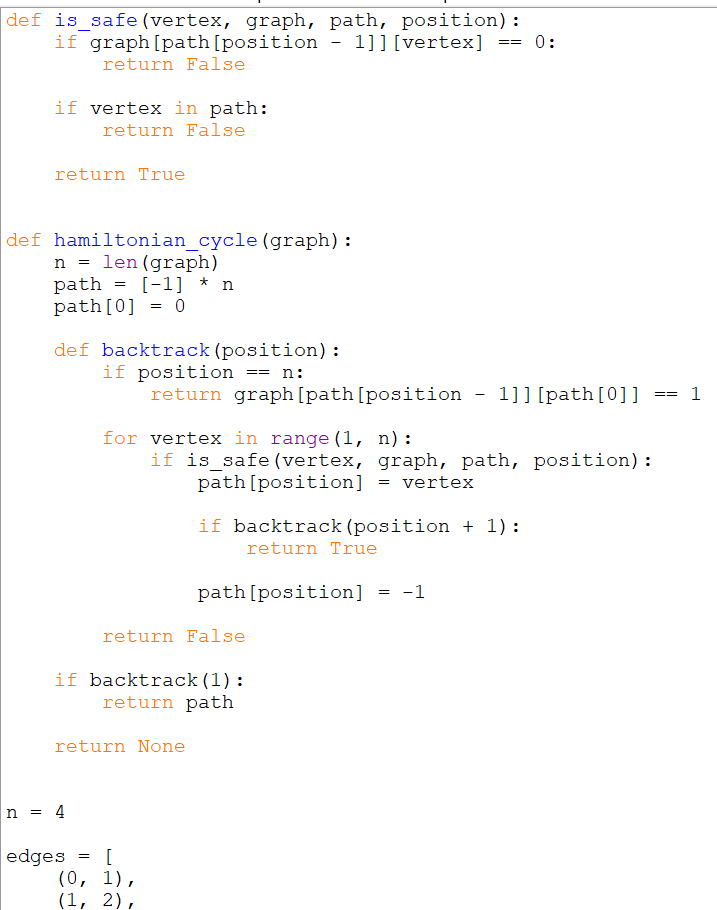 def is_safe(vertex, graph, path, position):
    if graph[path[position - 1]][vertex] == 0:
        return False

    if vertex in path:
        return False

    return True


def hamiltonian_cycle(graph):
    n = len(graph)
    path = [-1] * n
    path[0] = 0

    def backtrack(position):
        if position == n:
            return graph[path[position - 1]][path[0]] == 1

        for vertex in range(1, n):
            if is_safe(vertex, graph, path, position):
                path[position] = vertex

                if backtrack(position + 1):
                    return True

                path[position] = -1

        return False

    if backtrack(1):
        return path

    return None


n = 4

edges = [
    (0, 1),
    (1, 2),